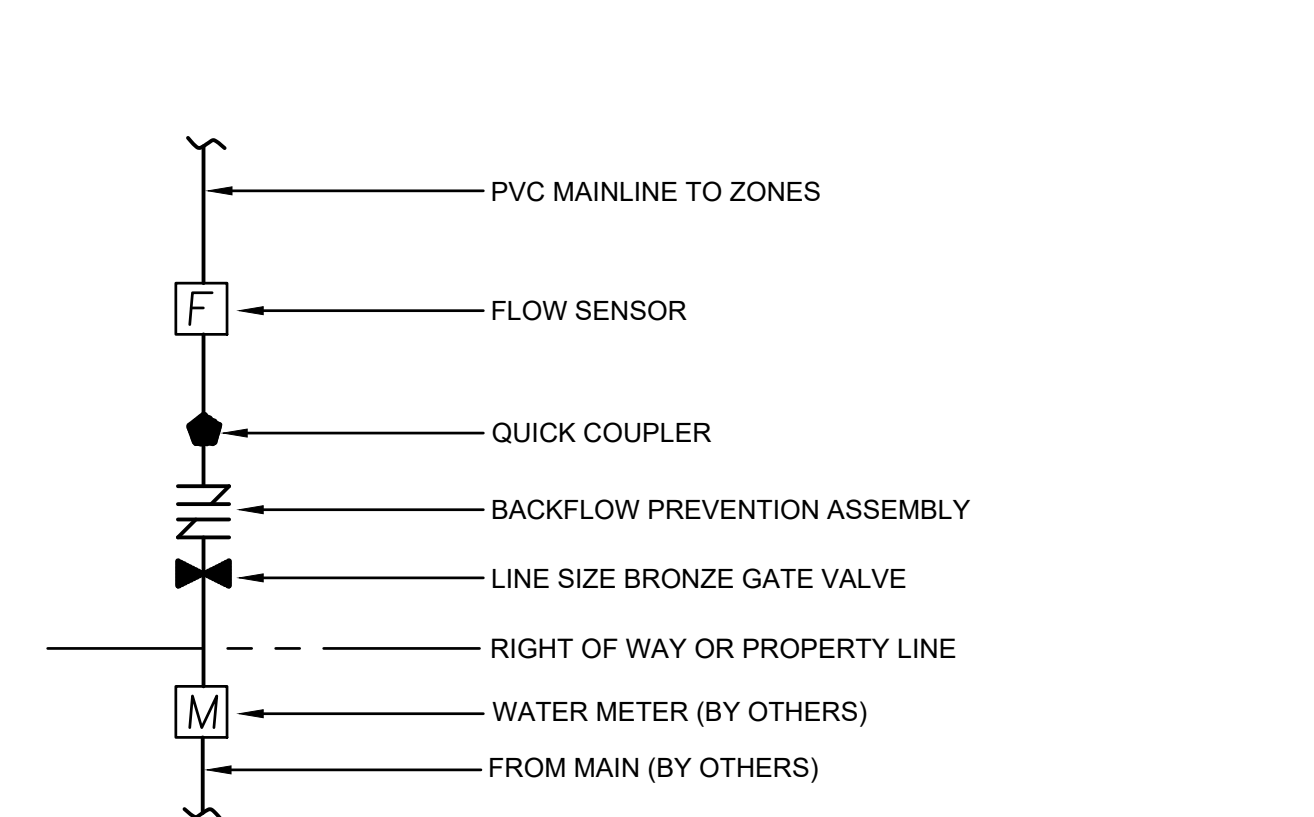 PVC MAINLINE TO ZONES
F
FLOW SENSOR
QUICK COUPLER
BACKFLOW PREVENTION ASSEMBLY
LINE SIZE BRONZE GATE VALVE
RIGHT OF WAY OR PROPERTY LINE
M
WATER METER (BY OTHERS)
FROM MAIN (BY OTHERS)